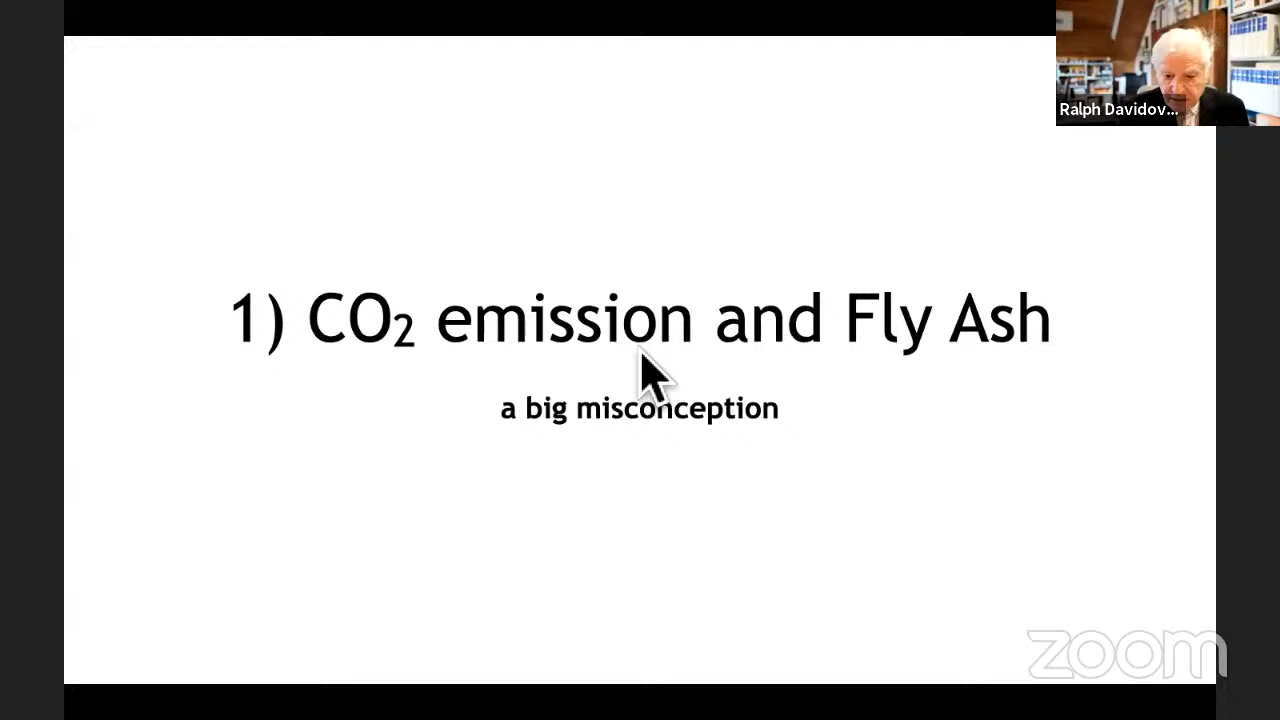 Ralph Davidov...
1) CO₂ emission and Fly Ash
a big misconception
zoom